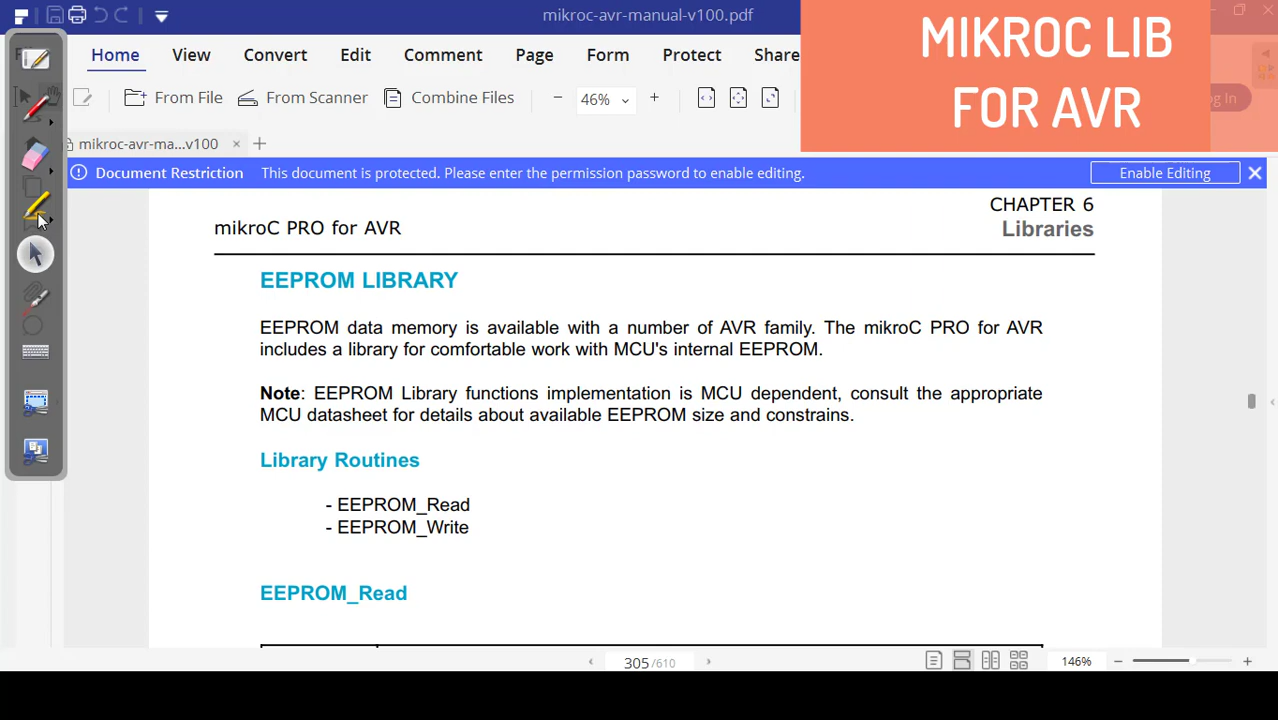 mikroc-avr-manual-v100.pdf
MIKROC LIB
FOR AVR
Home View Convert Edit Comment Page Form Protect Share
From File From Scanner Combine Files 46%
mikroc-avr-ma...v100
Document Restriction This document is protected. Please enter the permission password to enable editing. Enable Editing
CHAPTER 6
mikroC PRO for AVR
Libraries
EEPROM LIBRARY
EEPROM data memory is available with a number of AVR family. The mikroC PRO for AVR
includes a library for comfortable work with MCU's internal EEPROM.
Note: EEPROM Library functions implementation is MCU dependent, consult the appropriate
MCU datasheet for details about available EEPROM size and constrains.
Library Routines
- EEPROM_Read
- EEPROM_Write
EEPROM_Read
305 /610
146%